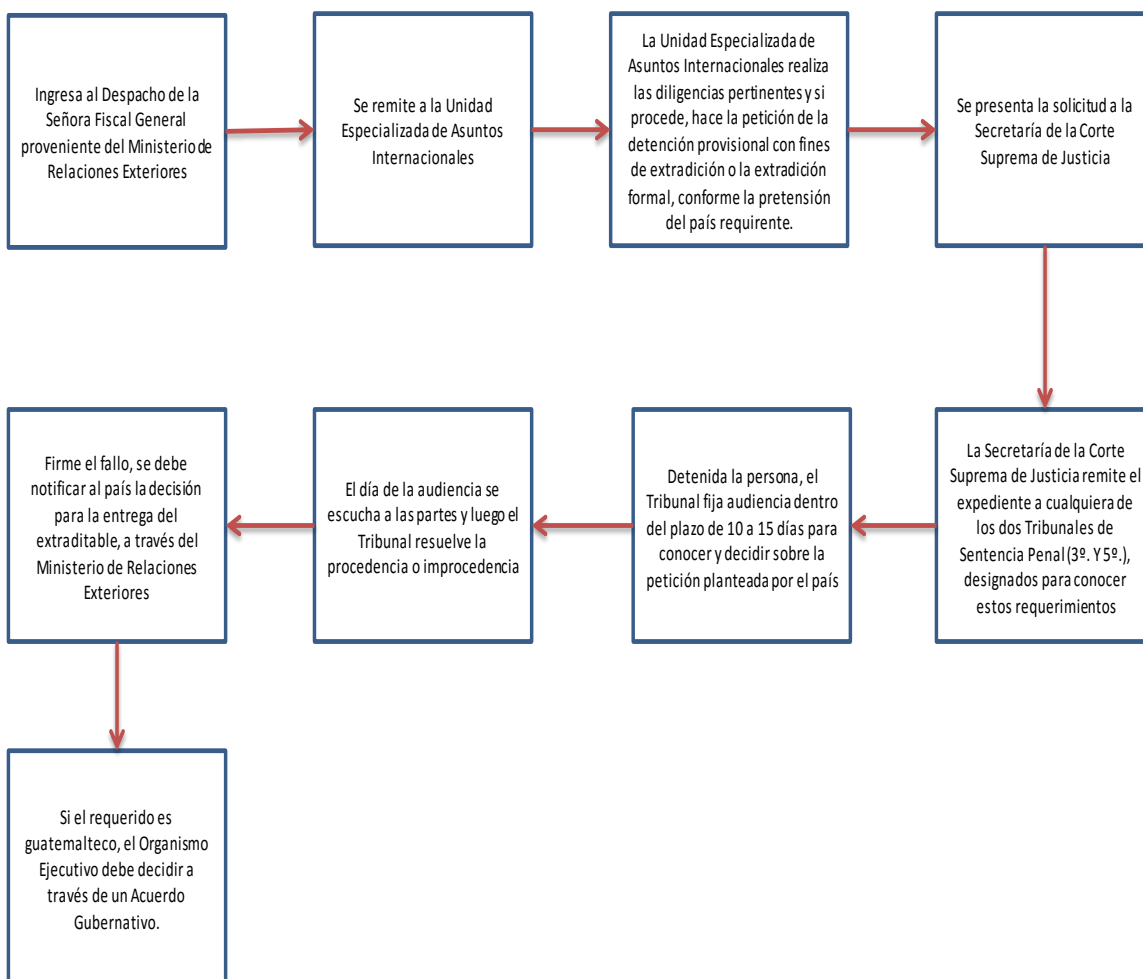 Ingresa al Despacho de la
Señora Fiscal General
proveniente del Ministerio de
Relaciones Exteriores
Se remite a la Unidad
Especializada de Asuntos
Internacionales
La Unidad Especializada de
Asuntos Internacionales realiza
las diligencias pertinentes y si
procede, hace la petición de la
detención provisional con fines
de extradición o la extradición
formal, conforme la pretensión
del país requirente.
Se presenta la solicitud a la
Secretaría de la Corte
Suprema de Justicia
La Secretaría de la Corte
Suprema de Justicia remite el
expediente a cualquiera de
los dos Tribunales de
Sentencia Penal (3º. Y 5º.),
designados para conocer
estos requerimientos
Detenida la persona, el
Tribunal fija audiencia dentro
del plazo de 10 a 15 días para
conocer y decidir sobre la
petición planteada por el país
El día de la audiencia se
escucha a las partes y luego el
Tribunal resuelve la
procedencia o improcedencia
Firme el fallo, se debe
notificar al país la decisión
para la entrega del
extraditable, a través del
Ministerio de Relaciones
Exteriores
Si el requerido es
guatemalteco, el Organismo
Ejecutivo debe decidir a
través de un Acuerdo
Gubernativo.